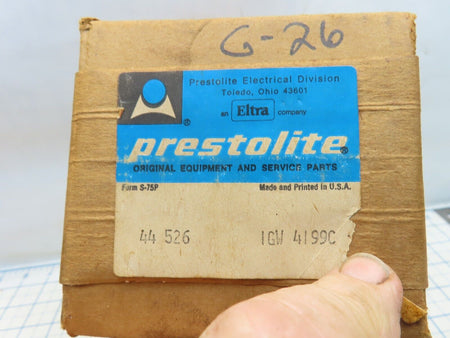 G-26
Prestolite Electrical Division
Toledo, Ohio 43601
an Eltra company
prestolite®
®
ORIGINAL EQUIPMENT AND SERVICE PARTS
Form S-75P Made and Printed in U.S.A.
44 526 IGW 4199C